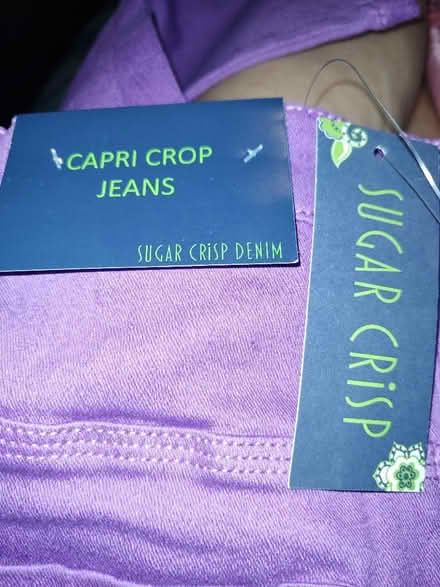 CAPRI CROP
JEANS
SUGAR CRiSP DENIM
SUGAR CRiSP